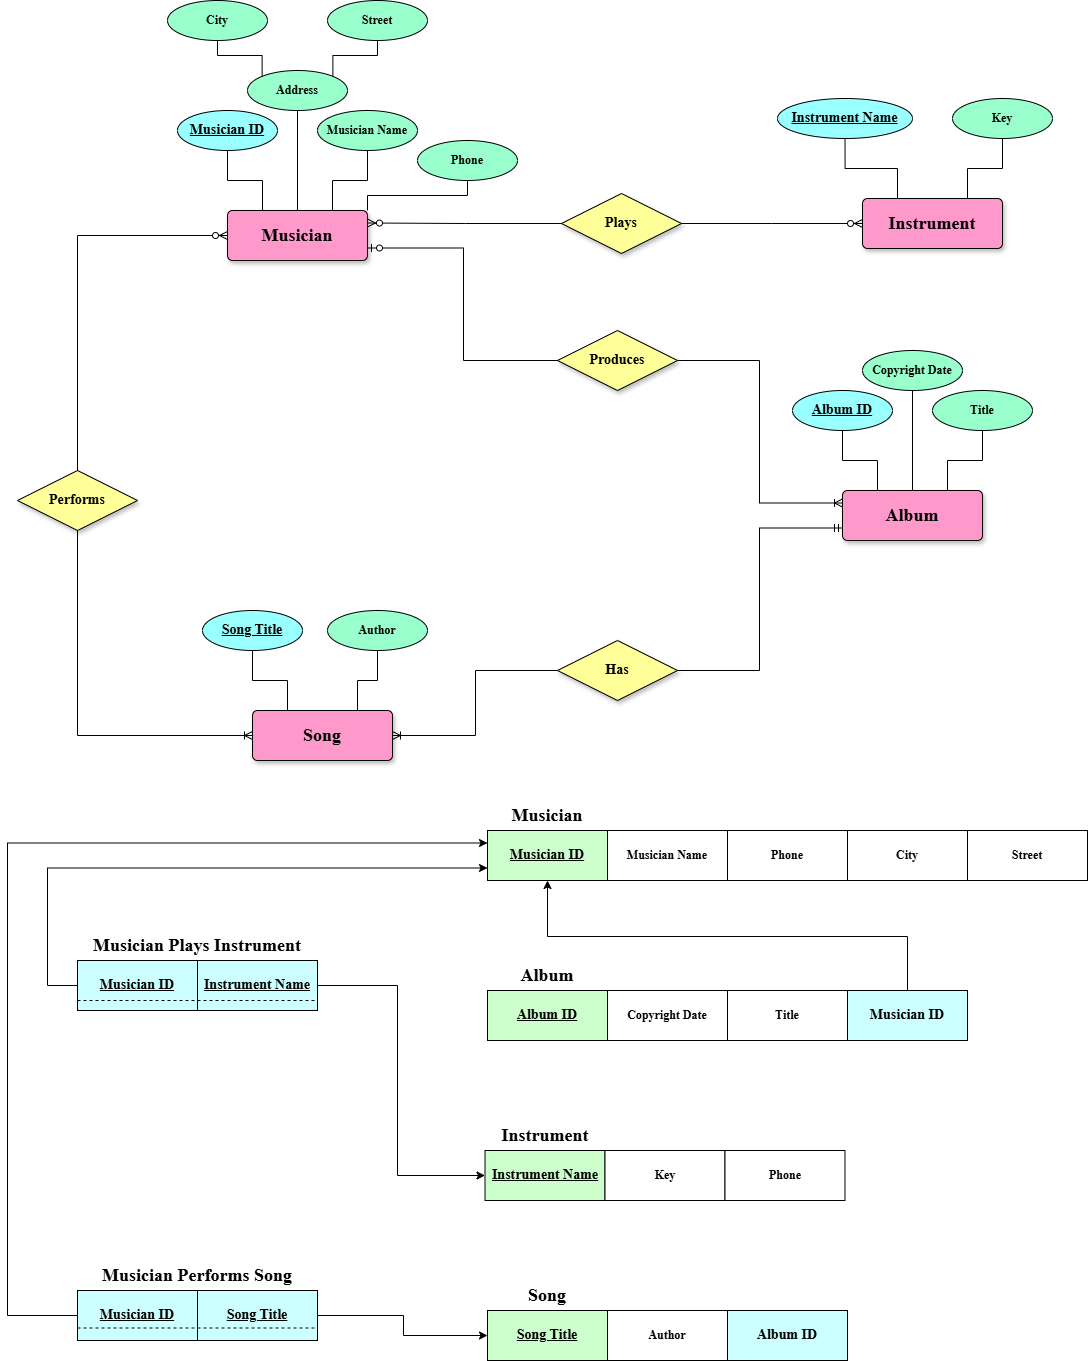 City
Street
Address
Musician ID
Musician Name
Phone
Instrument Name
Key
Musician
Plays
Instrument
Produces
Copyright Date
Album ID
Title
Album
Performs
Song Title
Author
Has
Song
Musician
Musician ID
Musician Name
Phone
City
Street
Musician Plays Instrument
Musician ID
Instrument Name
Album
Album ID
Copyright Date
Title
Musician ID
Instrument
Instrument Name
Key
Phone
Musician Performs Song
Musician ID
Song Title
Song
Song Title
Author
Album ID